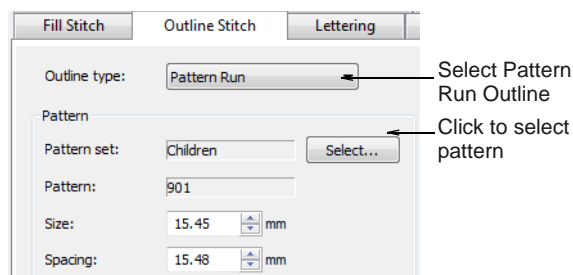 Fill Stitch Outline Stitch Lettering
Outline type: Pattern Run
Select Pattern
Run Outline
Pattern
Click to select
pattern
Pattern set: Children Select...
Pattern: 901
Size: 15.45 mm
Spacing: 15.48 mm